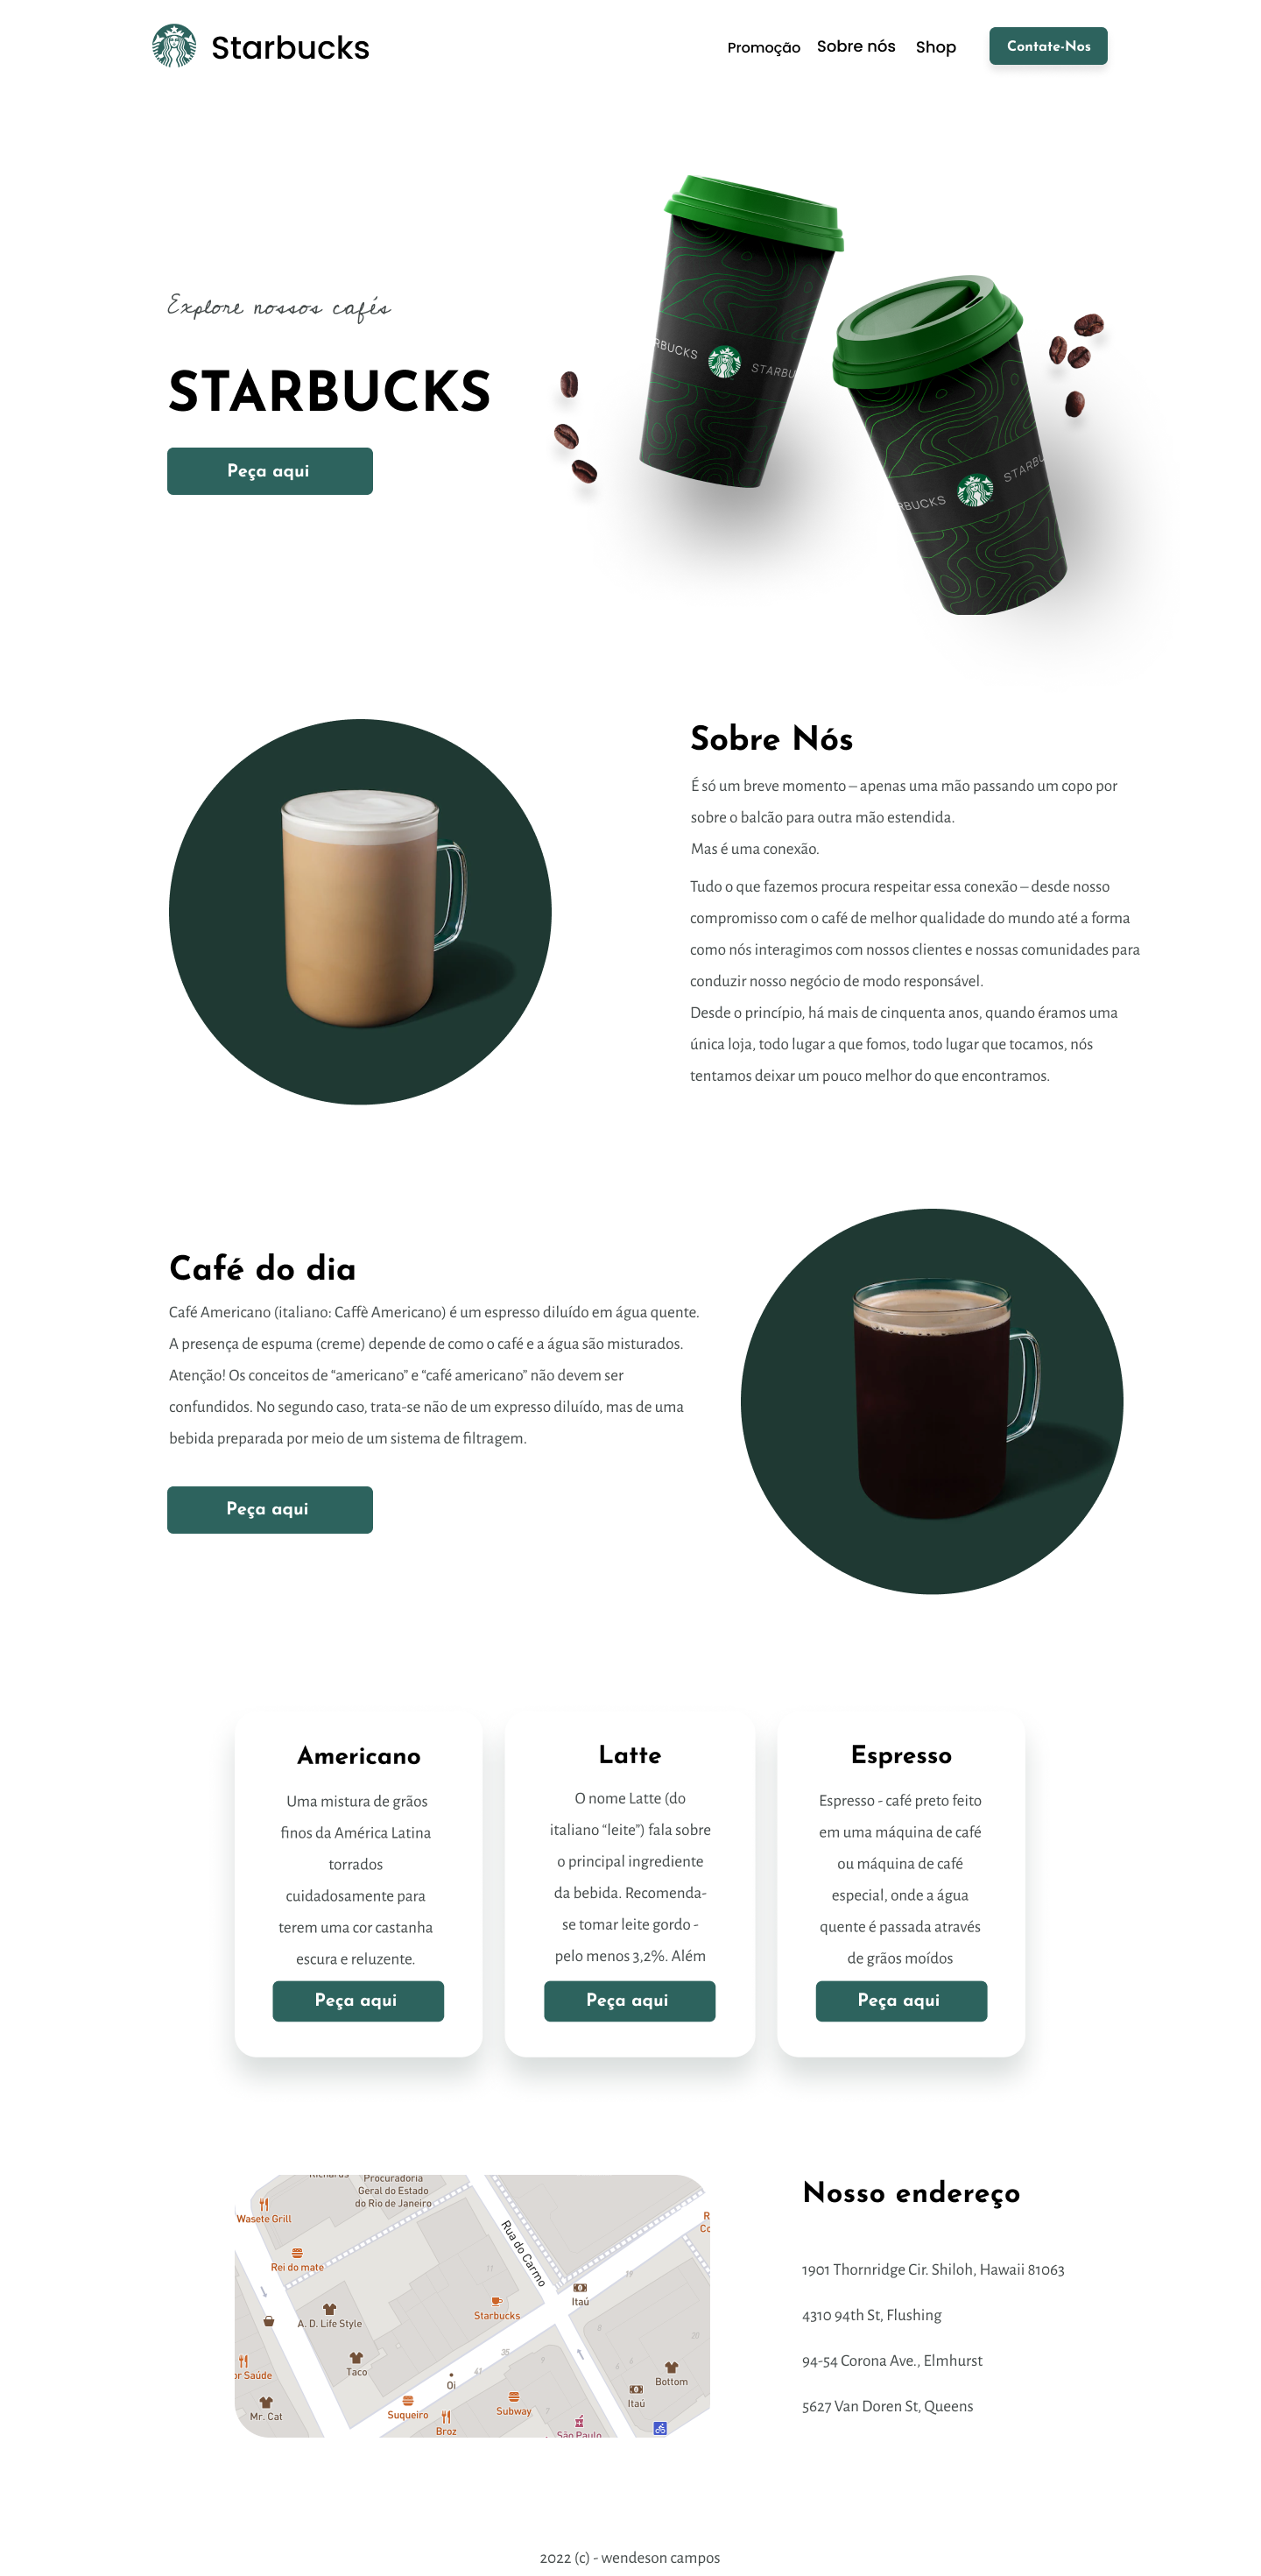 Starbucks
Promoção Sobre nós Shop Contate-Nos
RBUCKS STARBU
RBUCKS STARBU
Explore nossos cafés
STARBUCKS
Peça aqui
Sobre Nós
É só um breve momento – apenas uma mão passando um copo por
sobre o balcão para outra mão estendida.
Mas é uma conexão.
Tudo o que fazemos procura respeitar essa conexão – desde nosso
compromisso com o café de melhor qualidade do mundo até a forma
como nós interagimos com nossos clientes e nossas comunidades para
conduzir nosso negócio de modo responsável.
Desde o princípio, há mais de cinquenta anos, quando éramos uma
única loja, todo lugar a que fomos, todo lugar que tocamos, nós
tentamos deixar um pouco melhor do que encontramos.
Café do dia
Café Americano (italiano: Caffè Americano) é um espresso diluído em água quente.
A presença de espuma (creme) depende de como o café e a água são misturados.
Atenção! Os conceitos de “americano” e “café americano” não devem ser
confundidos. No segundo caso, trata-se não de um expresso diluído, mas de uma
bebida preparada por meio de um sistema de filtragem.
Peça aqui
Americano
Uma mistura de grãos
finos da América Latina
torrados
cuidadosamente para
terem uma cor castanha
escura e reluzente.
Peça aqui
Latte
O nome Latte (do
italiano “leite”) fala sobre
o principal ingrediente
da bebida. Recomenda-
se tomar leite gordo -
pelo menos 3,2%. Além
Peça aqui
Espresso
Espresso - café preto feito
em uma máquina de café
ou máquina de café
especial, onde a água
quente é passada através
de grãos moídos
Peça aqui
Procuradoria
Geral do Estado
do Rio de Janeiro
Wasete Grill
Rei do mate
Rua do Carmo
R
Co
11
19
Itaú
Starbucks
A. D. Life Style
8
20
35
9
or Saúde
Taco
41
6
6
Oi
Bottom
Mr. Cat
Suqueiro
Subway
7
Itaú
Broz
São Paulo
Nosso endereço
1901 Thornridge Cir. Shiloh, Hawaii 81063
4310 94th St, Flushing
94-54 Corona Ave., Elmhurst
5627 Van Doren St, Queens
2022 (c) - wendeson campos